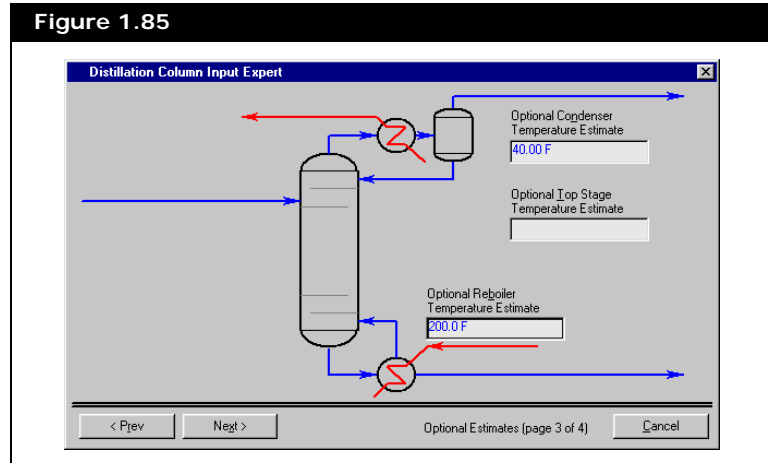 Figure 1.85
Distillation Column Input Expert
Optional Condenser
Temperature Estimate
40.00 F
Optional Top Stage
Temperature Estimate
Optional Reboiler
Temperature Estimate
200.0 F
< Prev
Next >
Optional Estimates (page 3 of 4)
Cancel